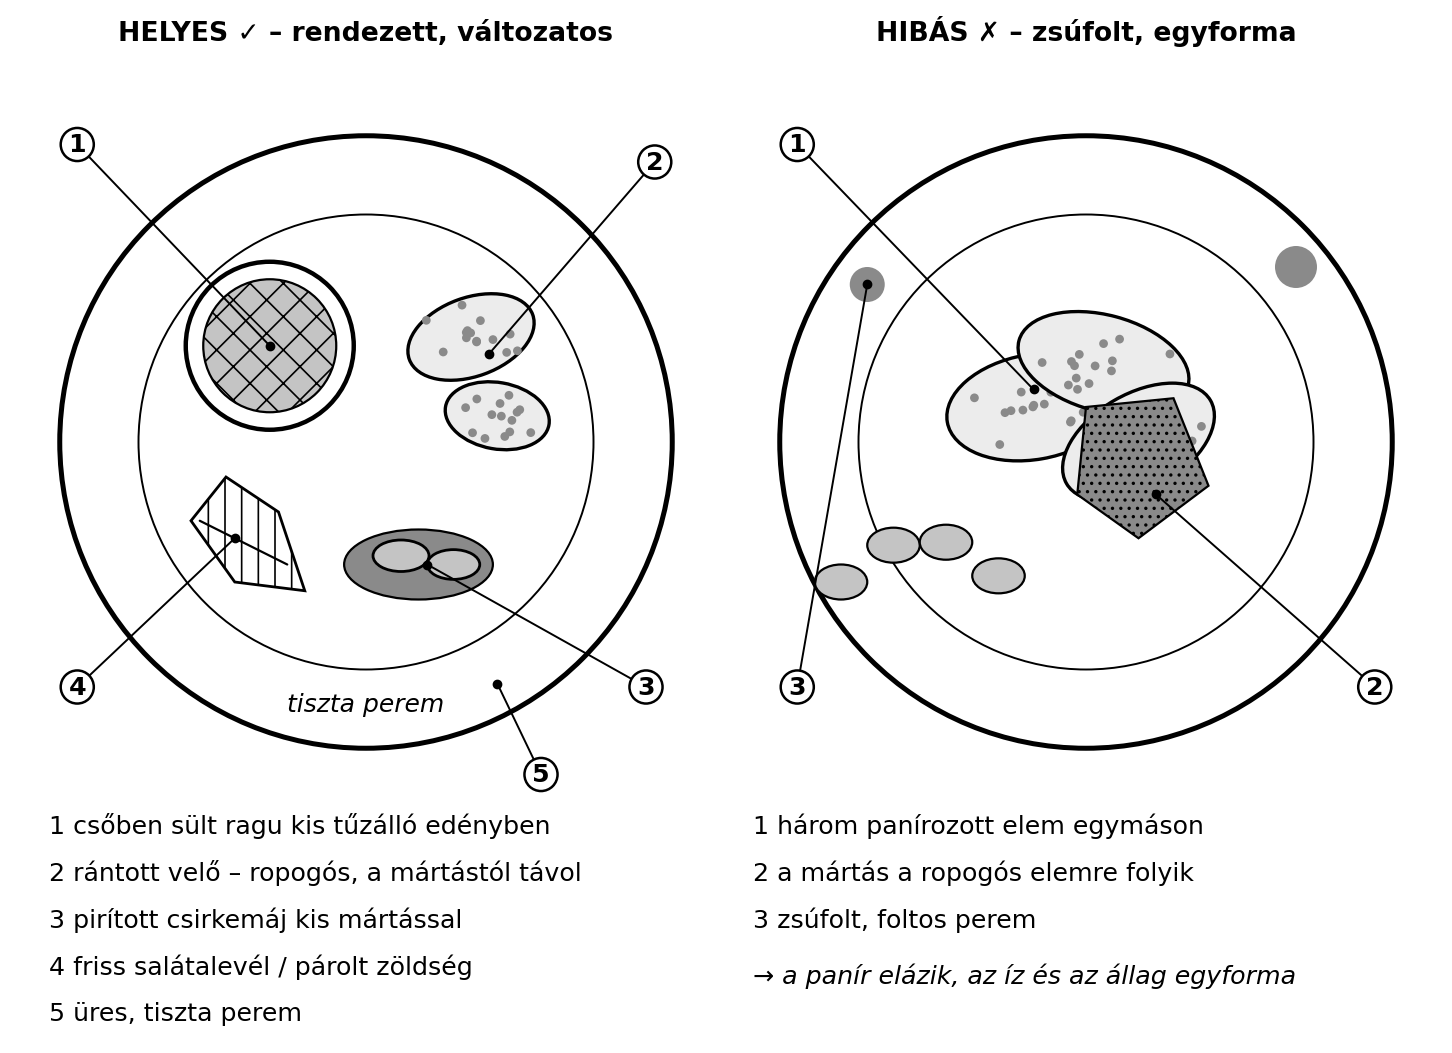 HELYES ✓ – rendezett, változatos
1
2
4
3
tiszta perem
5
1 csőben sült ragu kis tűzálló edényben
2 rántott velő – ropogós, a mártástól távol
3 pirított csirkemáj kis mártással
4 friss salátalevél / párolt zöldség
5 üres, tiszta perem
HIBÁS ✗ – zsúfolt, egyforma
1
3
2
1 három panírozott elem egymáson
2 a mártás a ropogós elemre folyik
3 zsúfolt, foltos perem
→ a panír elázik, az íz és az állag egyforma